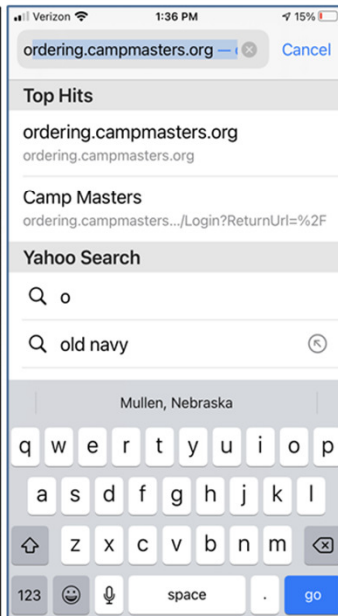 Verizon 1:36 PM 15%
ordering.campmasters.org — Cancel
Top Hits
ordering.campmasters.org
ordering.campmasters.org
Camp Masters
ordering.campmasters.../Login?ReturnUrl=%2F
Yahoo Search
o
old navy
Mullen, Nebraska
q w e r t y u i o p
a s d f g h j k l
z x c v b n m
123 space . go